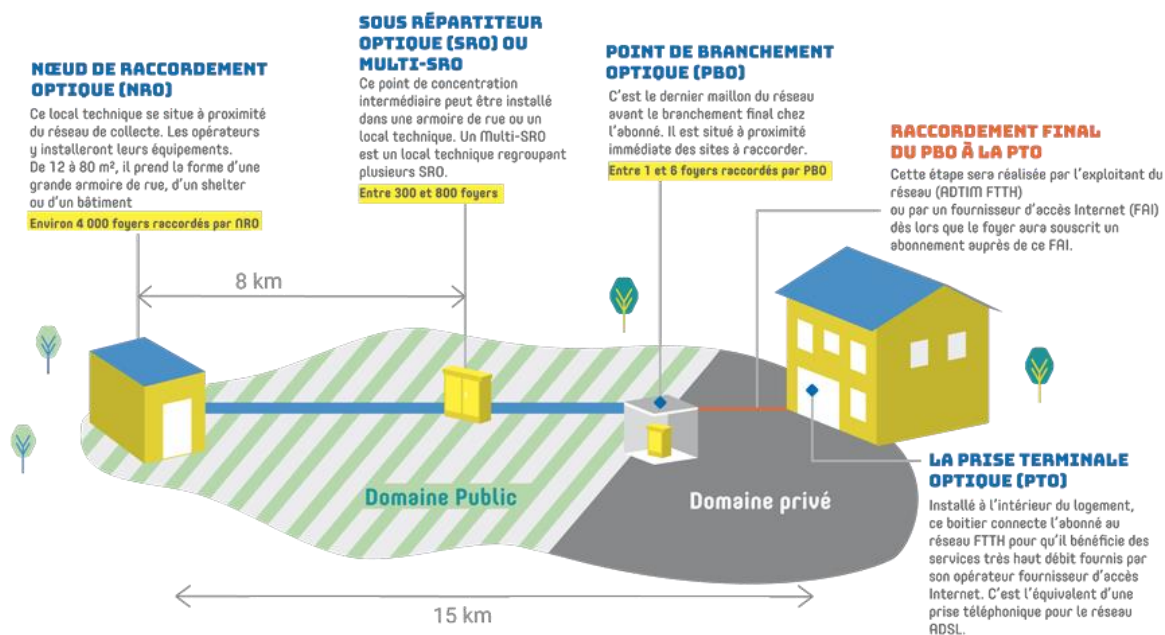 NŒUD DE RACCORDEMENT
OPTIQUE (NRO)
Ce local technique se situe à proximité
du réseau de collecte. Les opérateurs
y installeront leurs équipements.
De 12 à 80 m², il prend la forme d'une
grande armoire de rue, d'un shelter
ou d'un bâtiment
Environ 4 000 foyers raccordés par NRO
SOUS RÉPARTITEUR
OPTIQUE (SRO) OU
MULTI-SRO
Ce point de concentration
intermédiaire peut être installé
dans une armoire de rue ou un
local technique. Un Multi-SRO
est un local technique regroupant
plusieurs SRO.
Entre 300 et 800 foyers
POINT DE BRANCHEMENT
OPTIQUE (PBO)
C'est le dernier maillon du réseau
avant le branchement final chez
l'abonné. Il est situé à proximité
immédiate des sites à raccorder.
Entre 1 et 6 foyers raccordés par PBO
RACCORDEMENT FINAL
DU PBO À LA PTO
Cette étape sera réalisée par l'exploitant du
réseau (ADTIM FTTH)
ou par un fournisseur d'accès Internet (FAI)
dès lors que le foyer aura souscrit un
abonnement auprès de ce FAI.
8 km
Domaine Public
Domaine privé
LA PRISE TERMINALE
OPTIQUE (PTO)
Installé à l'intérieur du logement,
ce boitier connecte l'abonné au
réseau FTTH pour qu'il bénéficie des
services très haut débit fournis par
son opérateur fournisseur d'accès
Internet. C'est l'équivalent d'une
prise téléphonique pour le réseau
ADSL.
15 km